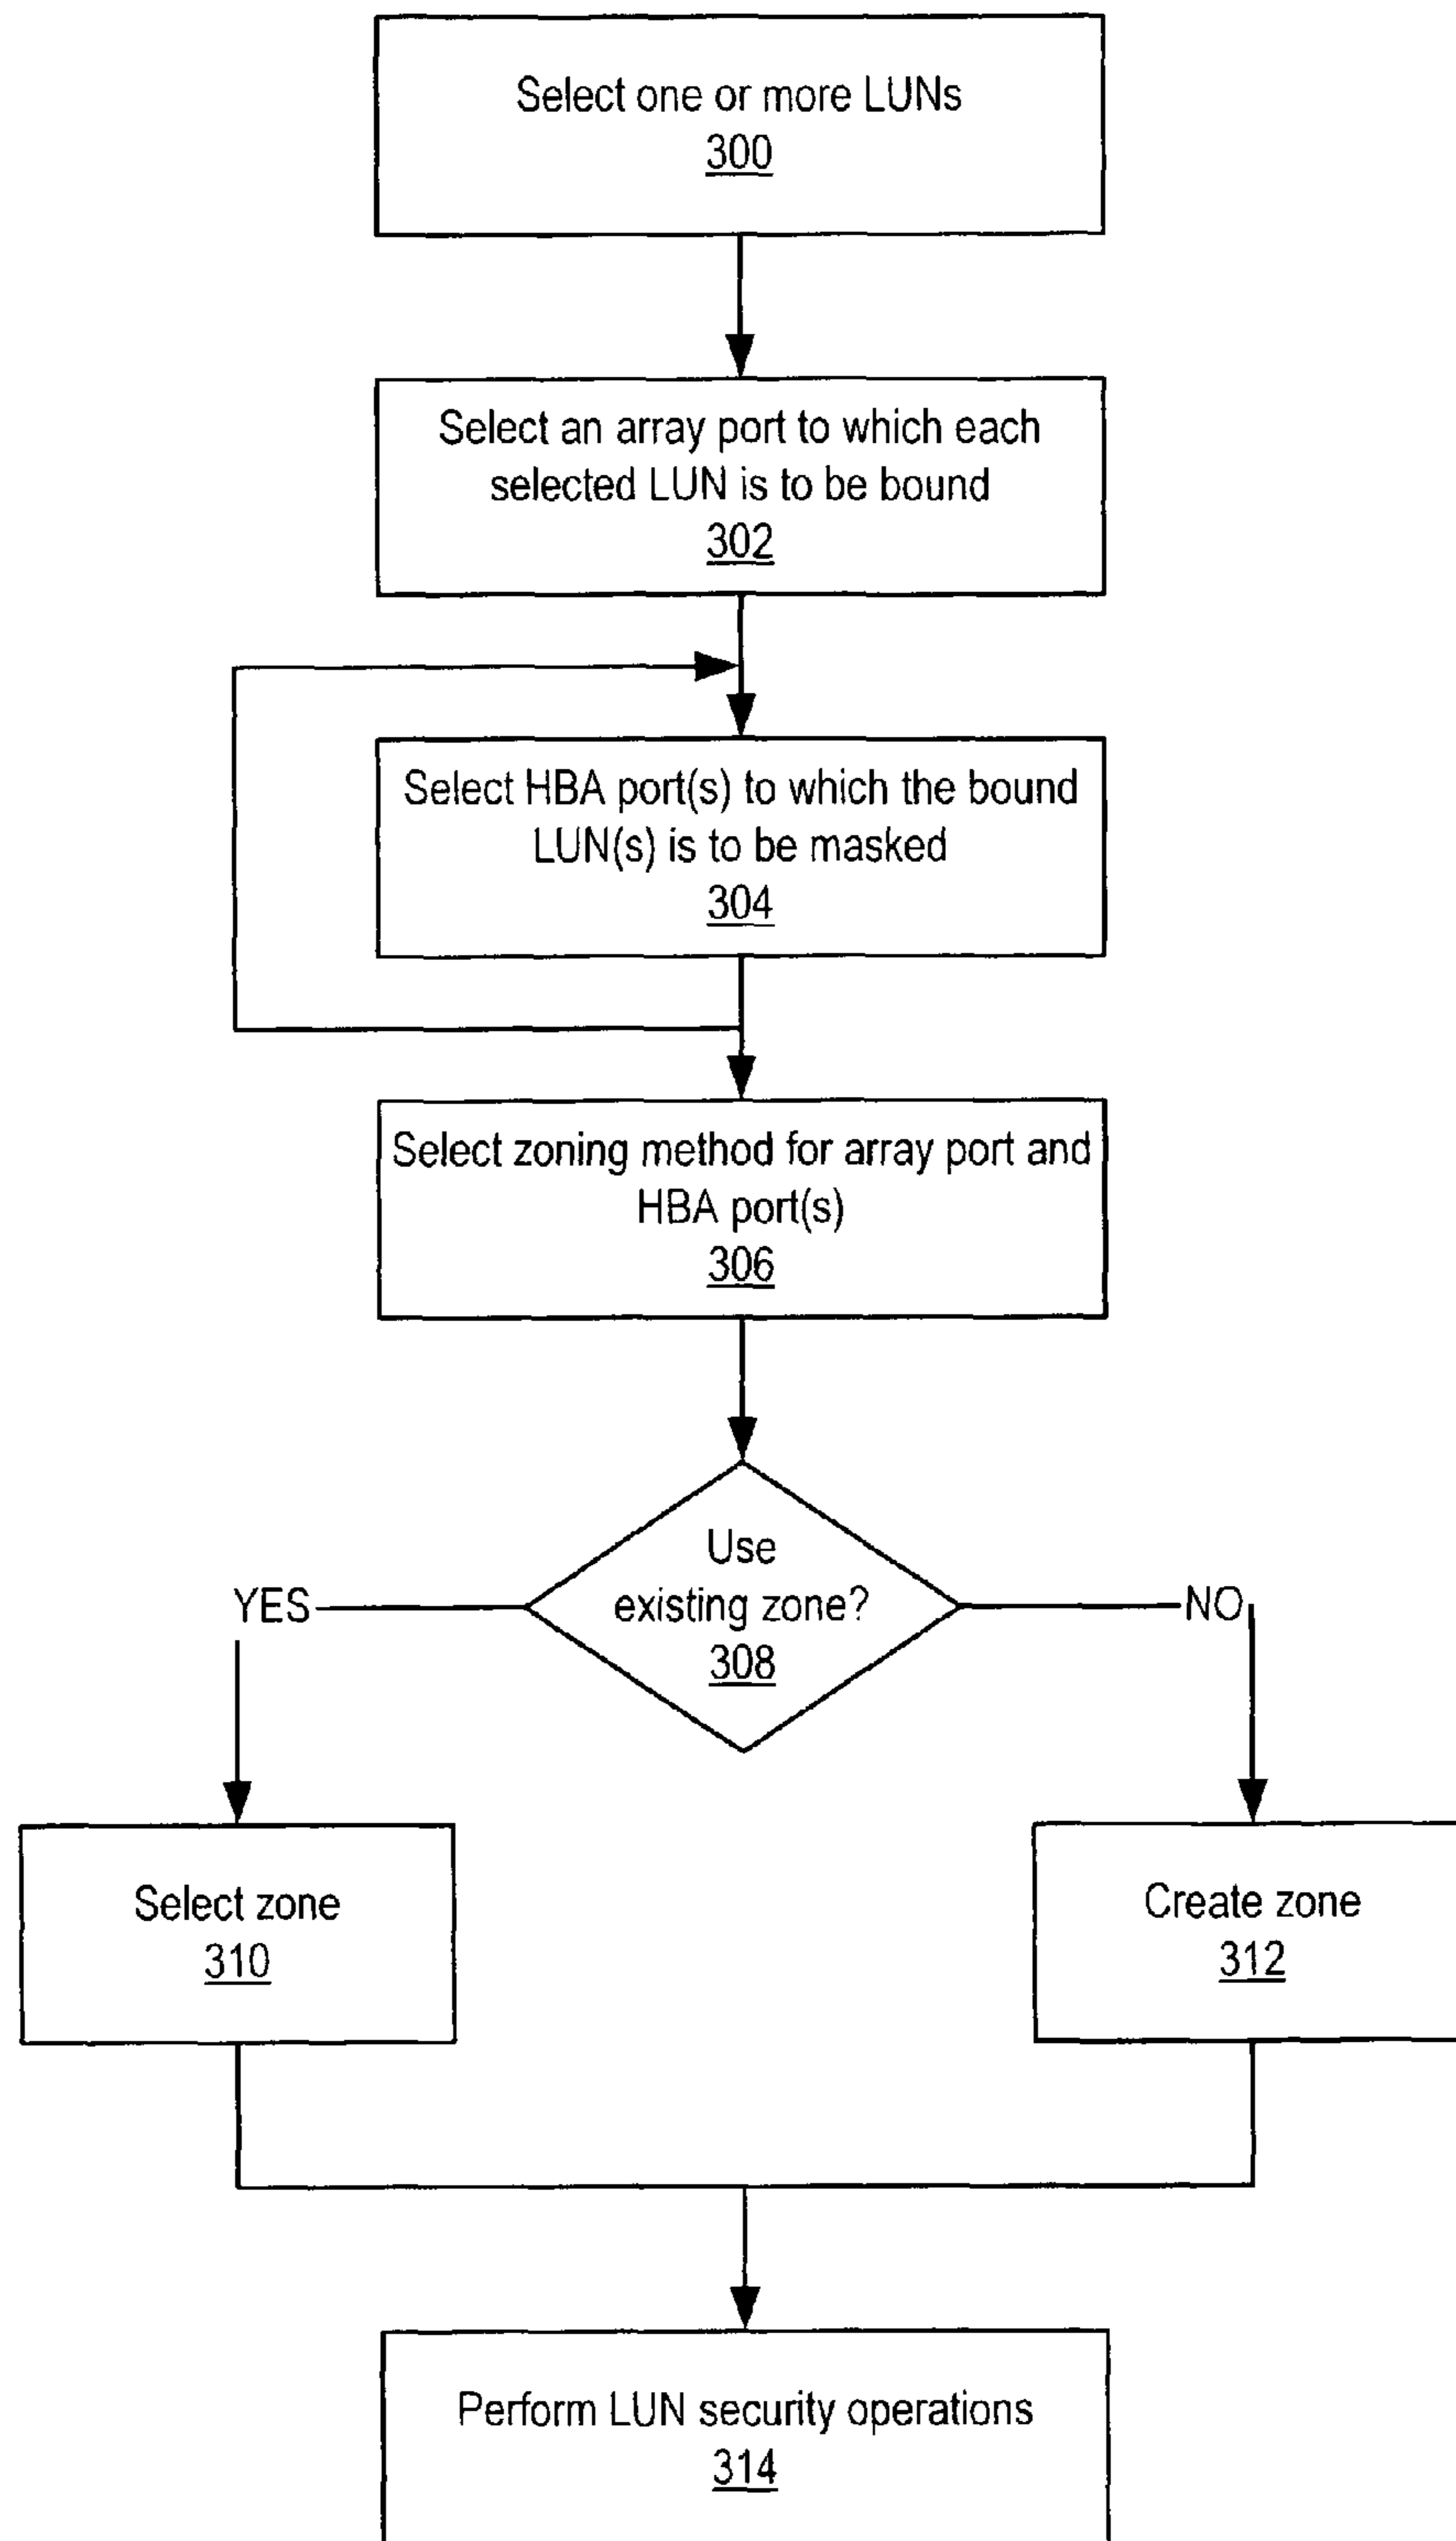 Select one or more LUNs
300
Select an array port to which each
selected LUN is to be bound
302
Select HBA port(s) to which the bound
LUN(s) is to be masked
304
Select zoning method for array port and
HBA port(s)
306
Use
existing zone?
308
YES
NO
Select zone
310
Create zone
312
Perform LUN security operations
314